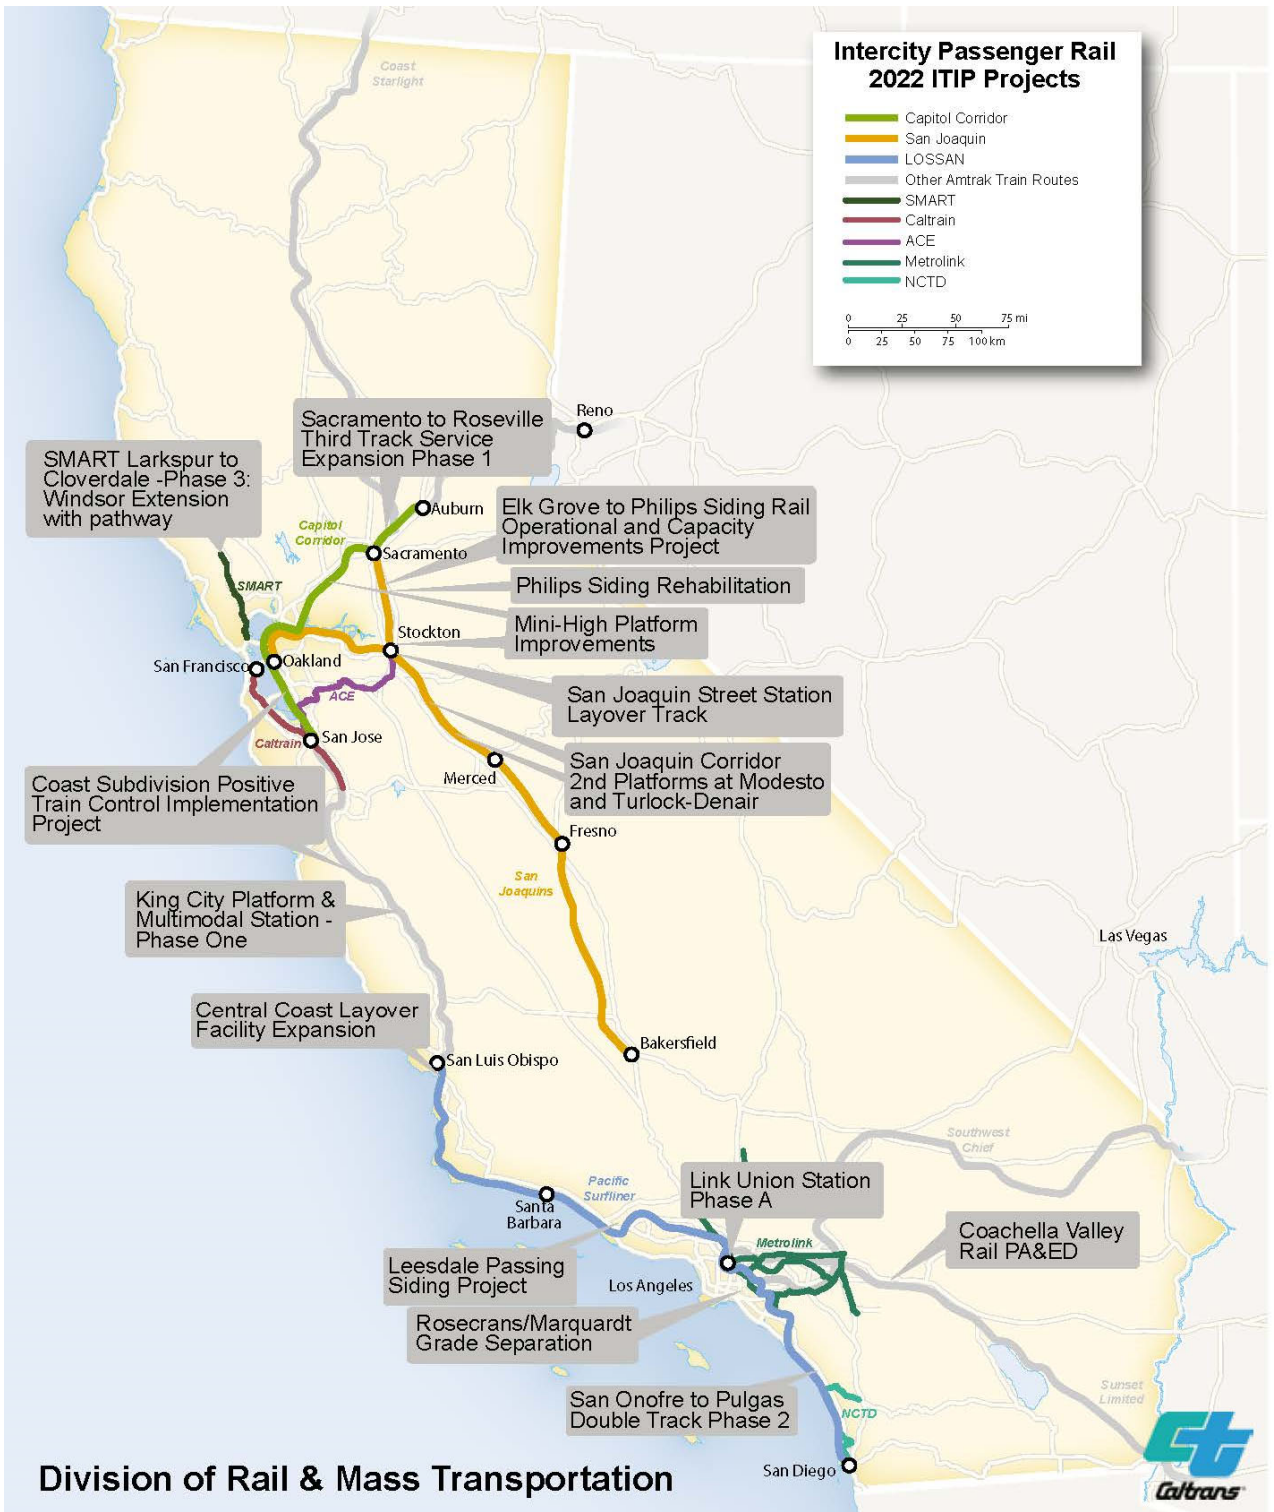 Intercity Passenger Rail
2022 ITIP Projects
Capitol Corridor
San Joaquin
LOSSAN
Other Amtrak Train Routes
SMART
Caltrain
ACE
Metrolink
NCTD
0 25 50 75 mi
0 25 50 75 100 km
Coast
Starlight
Reno
Sacramento to Roseville
Third Track Service
Expansion Phase 1
SMART Larkspur to
Cloverdale -Phase 3:
Windsor Extension
with pathway
Auburn
Capitol
Corridor
Sacramento
Elk Grove to Philips Siding Rail
Operational and Capacity
Improvements Project
SMART
Philips Siding Rehabilitation
Mini-High Platform
Improvements
Stockton
San Francisco
Oakland
ACE
San Joaquin Street Station
Layover Track
Caltrain
San Jose
Merced
San Joaquin Corridor
2nd Platforms at Modesto
and Turlock-Denair
Coast Subdivision Positive
Train Control Implementation
Project
Fresno
San
Joaquins
King City Platform &
Multimodal Station -
Phase One
Las Vegas
Central Coast Layover
Facility Expansion
Bakersfield
San Luis Obispo
Southwest
Chief
Pacific
Surfliner
Link Union Station
Phase A
Santa
Barbara
Metrolink
Coachella Valley
Rail PA&ED
Leesdale Passing
Siding Project
Los Angeles
Rosecrans/Marquardt
Grade Separation
San Onofre to Pulgas
Double Track Phase 2
NCTD
Sunset
Limited
San Diego
Division of Rail & Mass Transportation
Ct
Caltrans